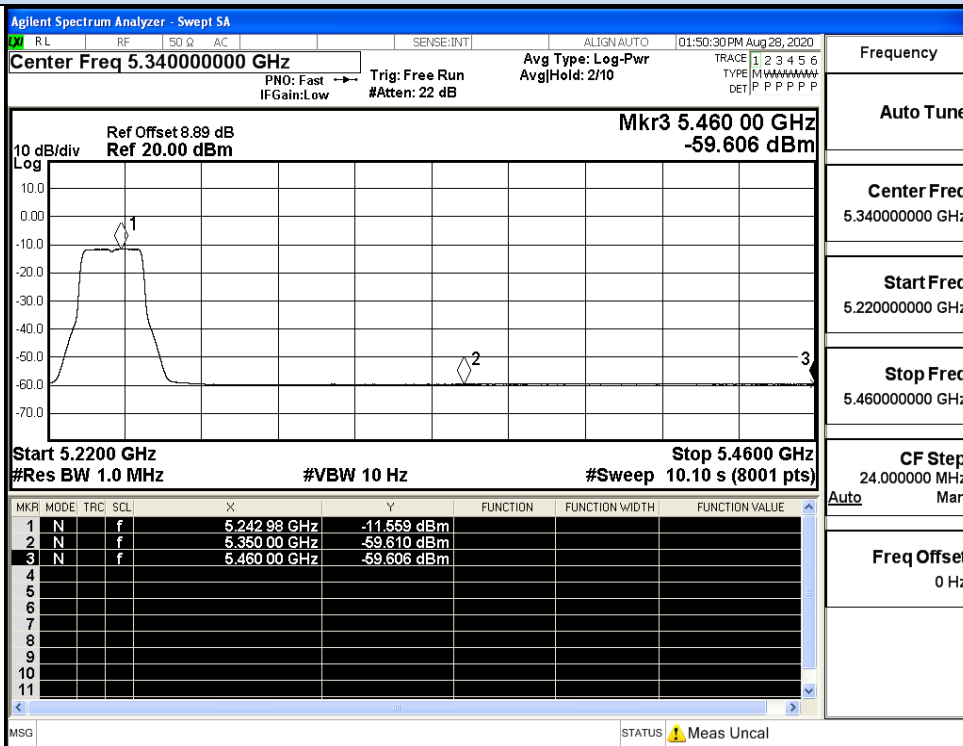 Agilent Spectrum Analyzer - Swept SA
LXI RL RF 50 Ω AC SENSE:INT ALIGN AUTO 01:50:30 PM Aug 28, 2020
Center Freq 5.340000000 GHz
PNO: Fast
IFGain:Low
Trig: Free Run
#Atten: 22 dB
Avg Type: Log-Pwr
Avg|Hold: 2/10
TRACE 1 2 3 4 5 6
TYPE M W W W W W
DET P P P P P P
Ref Offset 8.89 dB
10 dB/div Ref 20.00 dBm
Log
Mkr3 5.460 00 GHz
-59.606 dBm
10.0
0.00
-10.0
-20.0
-30.0
-40.0
-50.0
-60.0
-70.0
1
2
3
Start 5.2200 GHz Stop 5.4600 GHz
#Res BW 1.0 MHz #VBW 10 Hz #Sweep 10.10 s (8001 pts)
MKR MODE TRC SCL X Y FUNCTION FUNCTION WIDTH FUNCTION VALUE
1 N f 5.242 98 GHz -11.559 dBm
2 N f 5.350 00 GHz -59.610 dBm
3 N f 5.460 00 GHz -59.606 dBm
4
5
6
7
8
9
10
11
MSG STATUS Meas Uncal
Frequency
Auto Tune
Center Freq
5.340000000 GHz
Start Freq
5.220000000 GHz
Stop Freq
5.460000000 GHz
CF Step
24.000000 MHz
Auto Man
Freq Offset
0 Hz